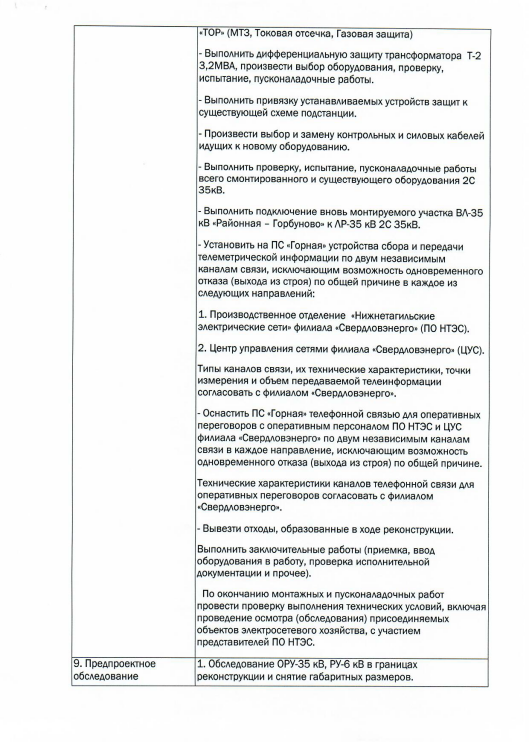 «ТОР» (МТЗ, Токовая отсечка, Газовая защита)
- Выполнить дифференциальную защиту трансформатора Т-2
3,2МВА, произвести выбор оборудования, проверку,
испытание, пусконаладочные работы.
- Выполнить привязку устанавливаемых устройств защит к
существующей схеме подстанции.
- Произвести выбор и замену контрольных и силовых кабелей
идущих к новому оборудованию.
- Выполнить проверку, испытание, пусконаладочные работы
всего смонтированного и существующего оборудования 2С
35кВ.
- Выполнить подключение вновь монтируемого участка ВЛ-35
кВ «Районная – Горбуново» к ЛР-35 кВ 2С 35кВ.
- Установить на ПС «Горная» устройства сбора и передачи
телеметрической информации по двум независимым
каналам связи, исключающим возможность одновременного
отказа (выхода из строя) по общей причине в каждое из
следующих направлений:
1. Производственное отделение «Нижнетагильские
электрические сети» филиала «Свердловэнерго» (ПО НТЭС).
2. Центр управления сетями филиала «Свердловэнерго» (ЦУС).
Типы каналов связи, их технические характеристики, точки
измерения и объем передаваемой телеинформации
согласовать с филиалом «Свердловэнерго».
- Оснастить ПС «Горная» телефонной связью для оперативных
переговоров с оперативным персоналом ПО НТЭС и ЦУС
филиала «Свердловэнерго» по двум независимым каналам
связи в каждое направление, исключающим возможность
одновременного отказа (выхода из строя) по общей причине.
Технические характеристики каналов телефонной связи для
оперативных переговоров согласовать с филиалом
«Свердловэнерго».
- Вывезти отходы, образованные в ходе реконструкции.
Выполнить заключительные работы (приемка, ввод
оборудования в работу, проверка исполнительной
документации и прочее).
По окончанию монтажных и пусконаладочных работ
провести проверку выполнения технических условий, включая
проведение осмотра (обследования) присоединяемых
объектов электросетевого хозяйства, с участием
представителей ПО НТЭС.
9. Предпроектное
обследование
1. Обследование ОРУ-35 кВ, РУ-6 кВ в границах
реконструкции и снятие габаритных размеров.